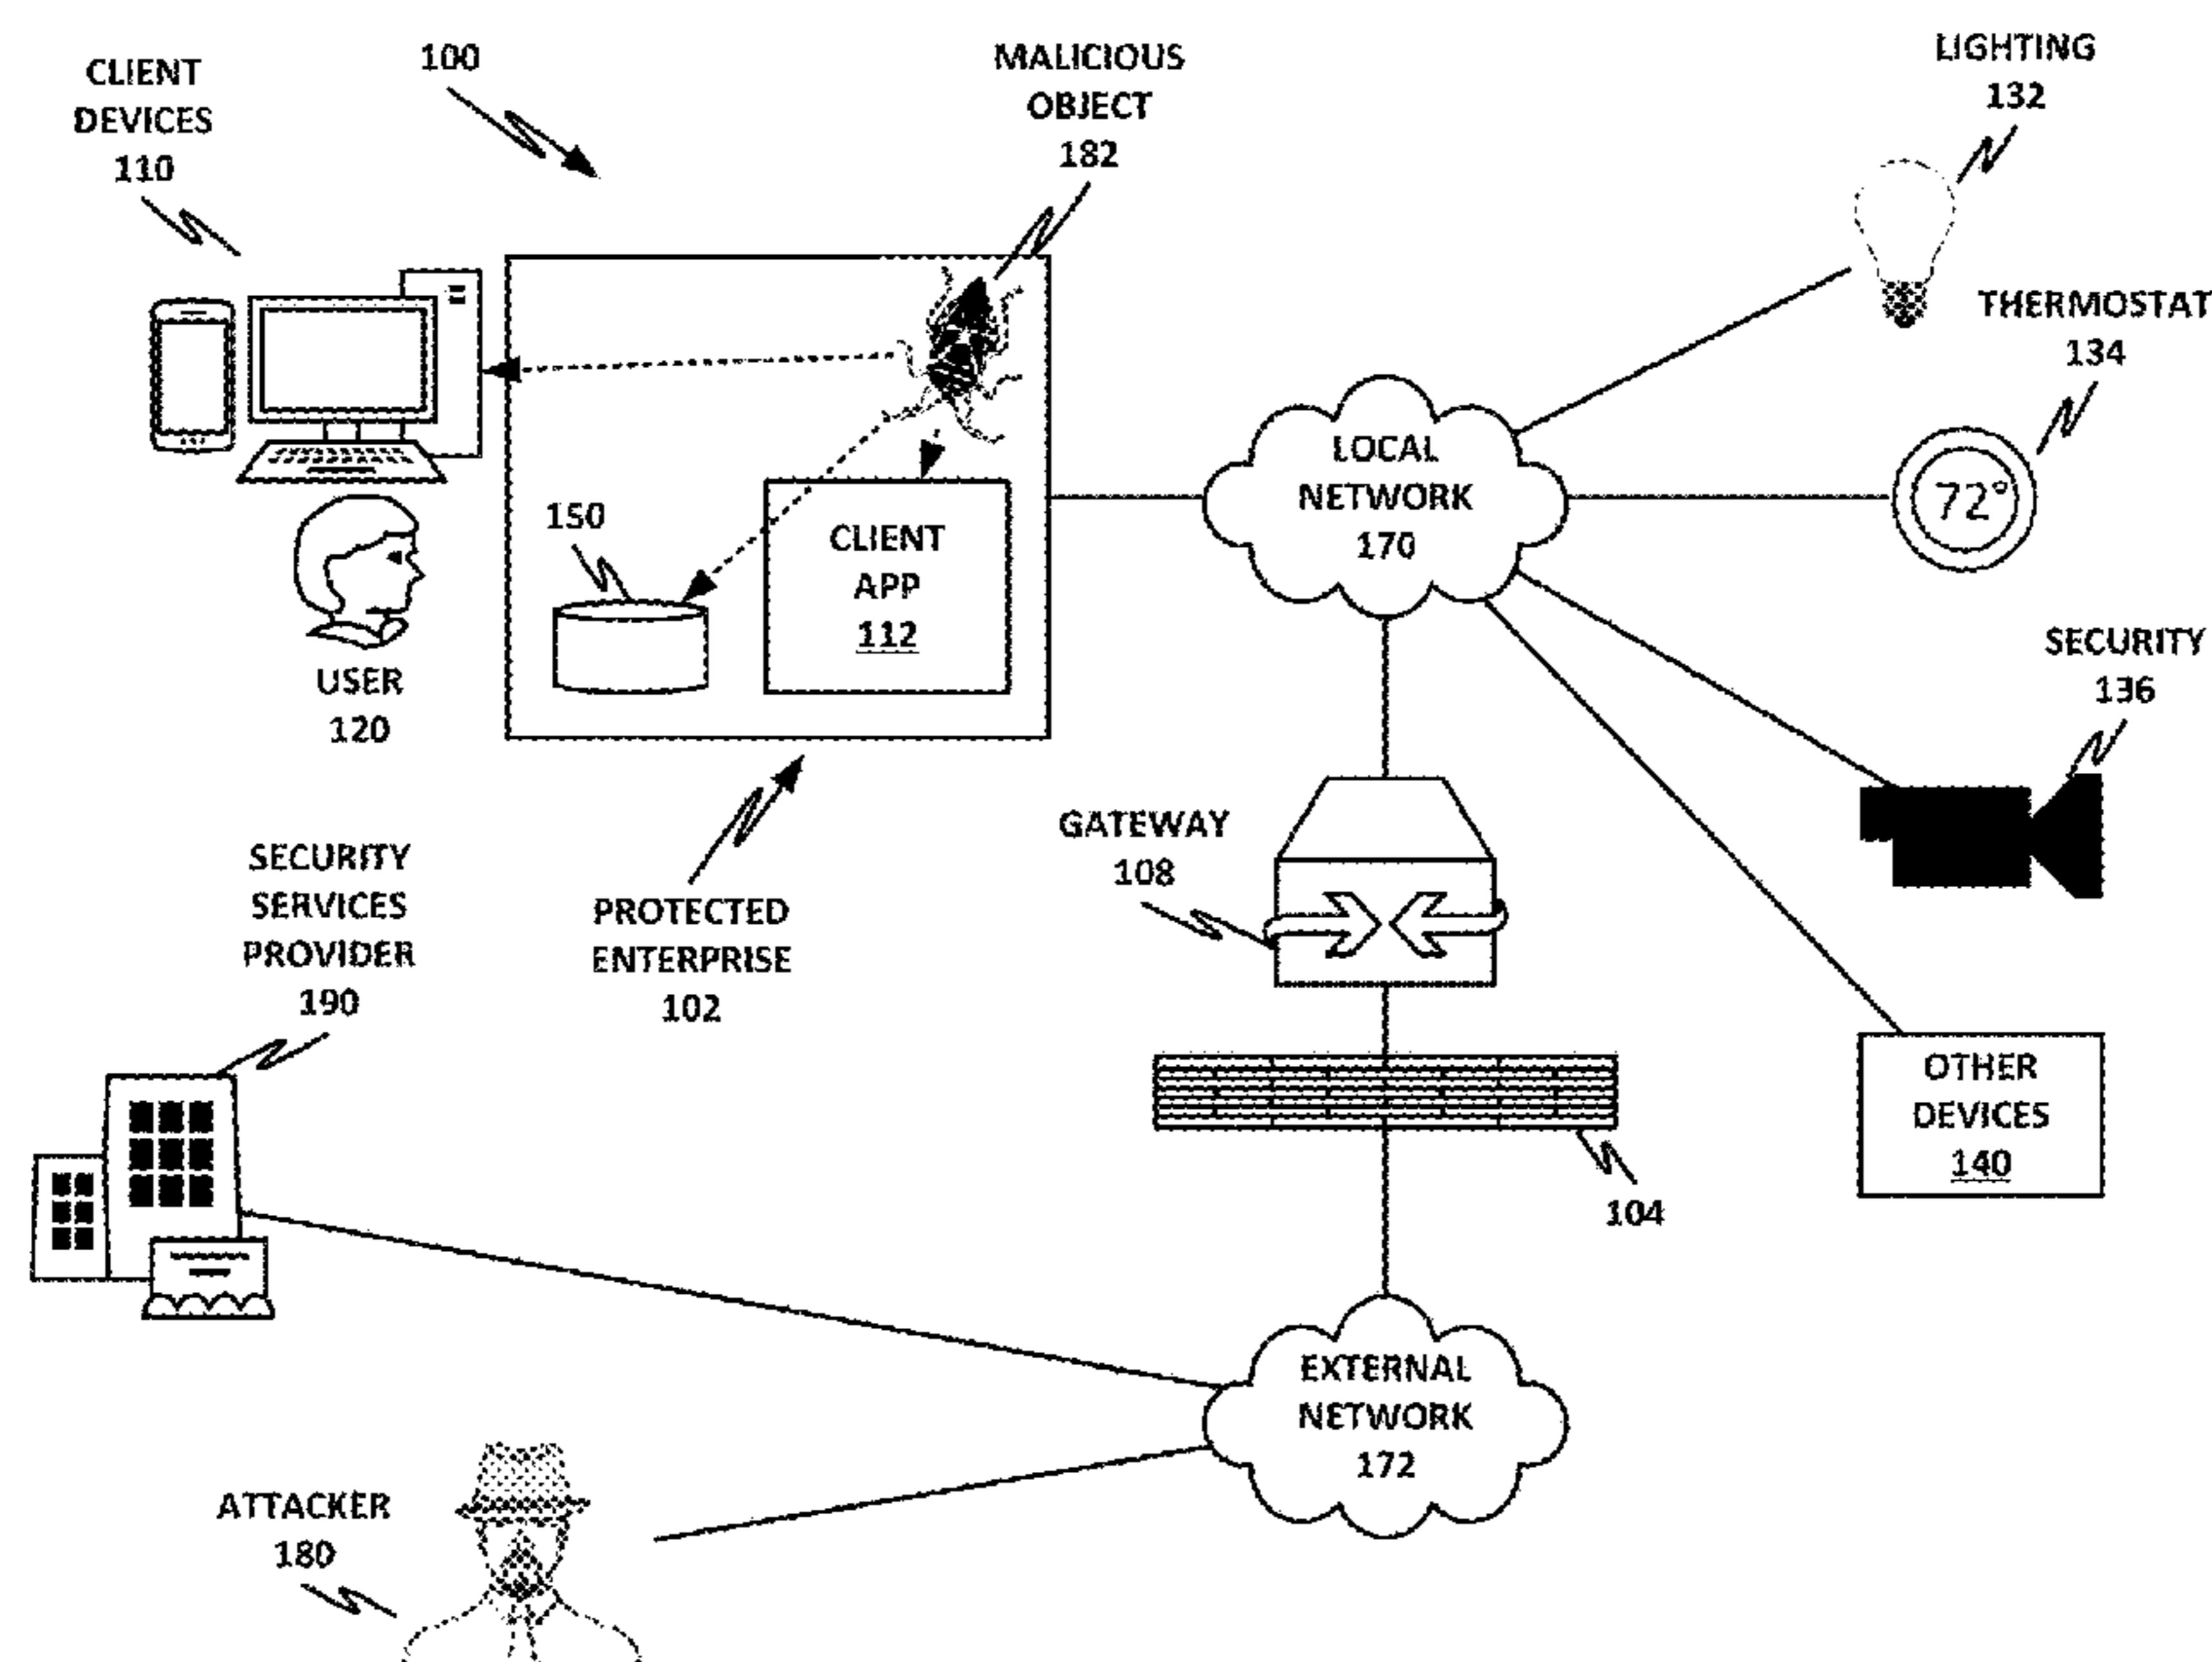 CLIENT
DEVICES
110
100
MALICIOUS
OBJECT
182
LIGHTING
132
THERMOSTAT
134
72°
LOCAL
NETWORK
170
150
CLIENT
APP
112
USER
120
SECURITY
136
GATEWAY
108
PROTECTED
ENTERPRISE
102
SECURITY
SERVICES
PROVIDER
190
OTHER
DEVICES
140
104
EXTERNAL
NETWORK
172
ATTACKER
180